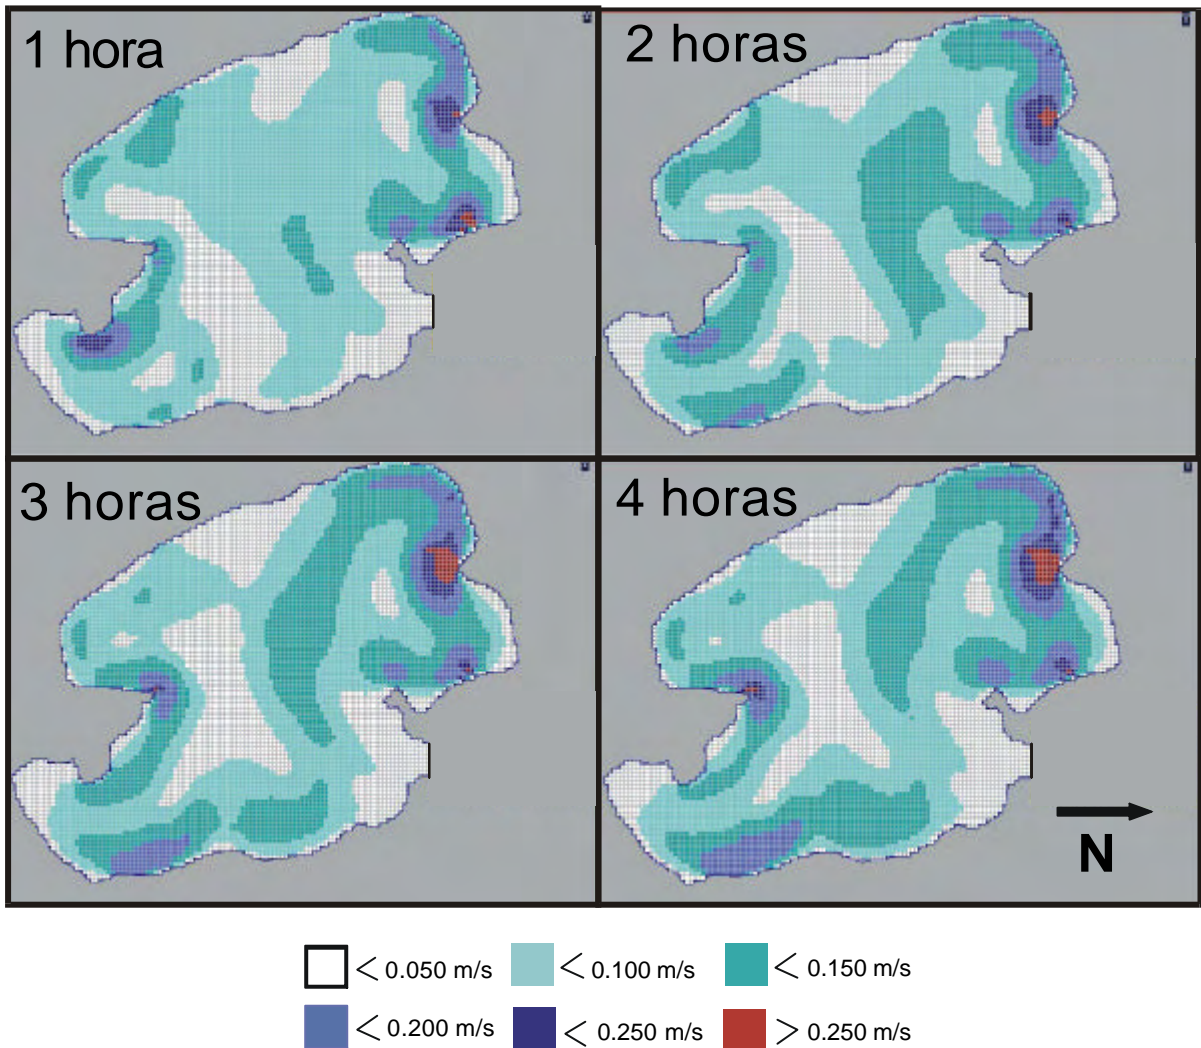 1 hora
2 horas
3 horas
4 horas
N
< 0.050 m/s
< 0.100 m/s
< 0.150 m/s
< 0.200 m/s
< 0.250 m/s
> 0.250 m/s